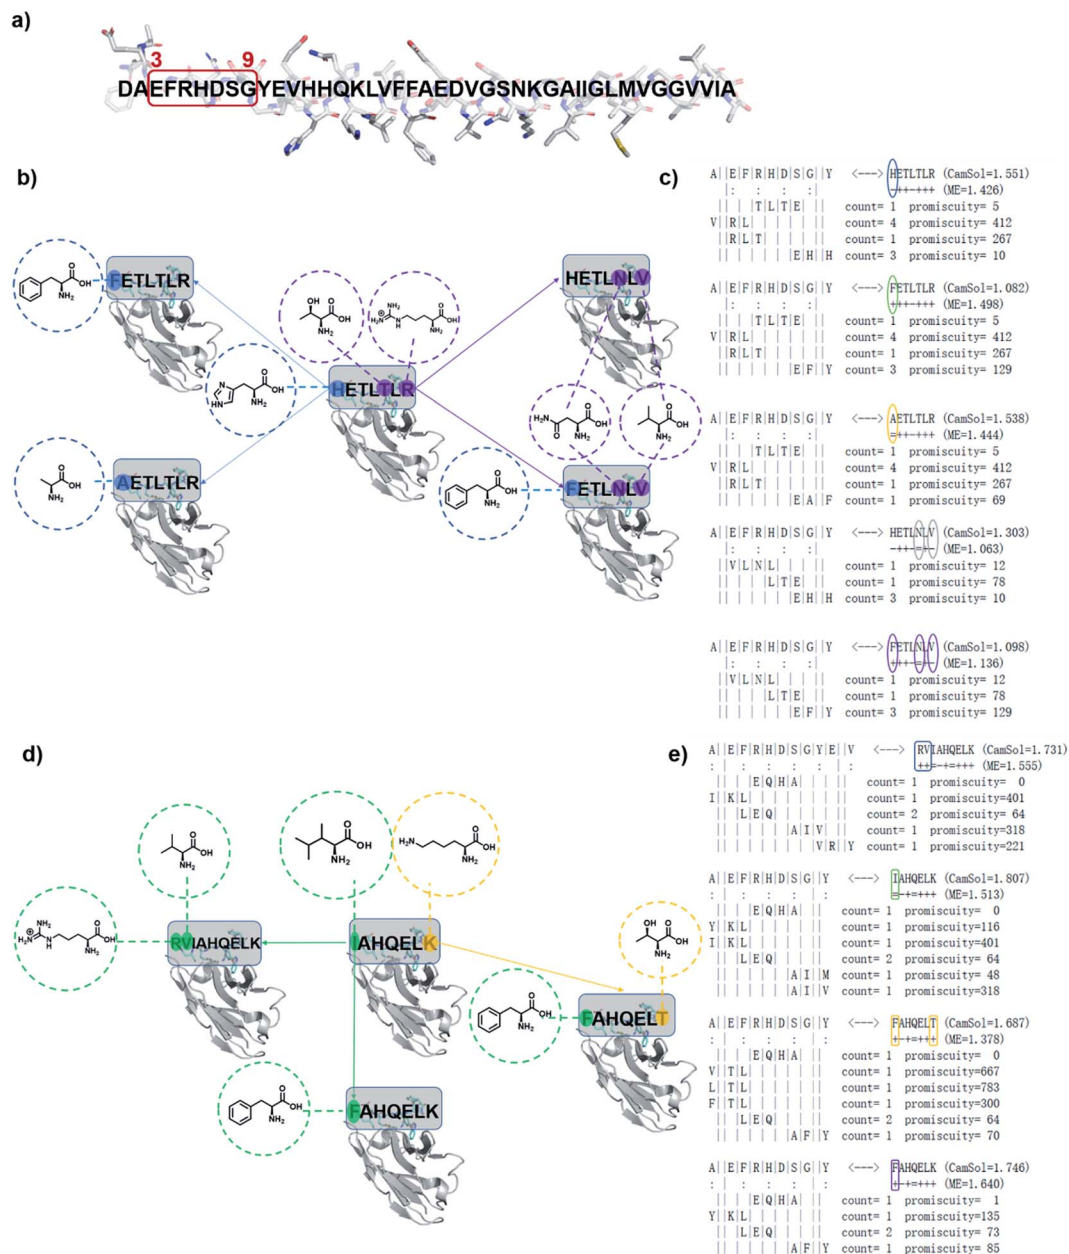 a)
3 9
DAEFRHDSGYEVHHQKLVFFAEDVGSNKGAIIGLMVGGVVIA
b)
FETLTLR
HETLTLR
AETLTLR
HETLNLV
FETLNLV
c)
A||E|F|R|H|D|S|G||Y <---> HETLTLR (CamSol=1.551)
|: : : :| -++-+++ (ME=1.426)
|| | |T|L|T|E| || count= 1 promiscuity= 5
V ||R|L| | | | | || count= 4 promiscuity= 412
||R|L|T | | | | || count= 1 promiscuity= 267
|| | | | | |E|H||H count= 3 promiscuity= 10
A||E|F|R|H|D|S|G||Y <---> FETLTLR (CamSol=1.082)
|: : : :| +++-+++ (ME=1.498)
|| | |T|L|T|E| || count= 1 promiscuity= 5
V ||R|L| | | | | || count= 4 promiscuity= 412
||R|L|T | | | | || count= 1 promiscuity= 267
|| | | | | |E|F||Y count= 3 promiscuity= 129
A||E|F|R|H|D|S|G||Y <---> AETLTLR (CamSol=1.538)
|: : : :| =++-+++ (ME=1.444)
|| | |T|L|T|E| || count= 1 promiscuity= 5
V ||R|L| | | | | || count= 4 promiscuity= 412
||R|L|T | | | | || count= 1 promiscuity= 267
|| | | | | |E|A||F count= 1 promiscuity= 69
A||E|F|R|H|D|S|G||Y <---> HETLNLV (CamSol=1.303)
|: : : :| -++-=+- (ME=1.063)
||V|L|N|L| | | || count= 1 promiscuity= 12
|| | | |L|T|E| || count= 1 promiscuity= 78
|| | | | | |E|H||H count= 3 promiscuity= 10
A||E|F|R|H|D|S|G||Y <---> FETLNLV (CamSol=1.098)
|: : : :| +++-=+- (ME=1.136)
||V|L|N|L| | | || count= 1 promiscuity= 12
|| | | |L|T|E| || count= 1 promiscuity= 78
|| | | | | |E|F||Y count= 3 promiscuity= 129
d)
RVIAHQELK
IAHQELK
FAHQELT
FAHQELK
e)
A||E|F|R|H|D|S|G|Y|E||V <---> RVIAHQELK (CamSol=1.731)
: : : : : : ++=-+=+++ (ME=1.555)
|| | |E|Q|H|A| | | || count= 1 promiscuity= 0
I ||K|L| | | | | | | || count= 1 promiscuity=401
|| |L|E|Q| | | | | || count= 2 promiscuity= 64
|| | | | | |A|I|V| || count= 1 promiscuity=318
|| | | | | | | |V|R||Y count= 1 promiscuity=221
A||E|F|R|H|D|S|G||Y <---> IAHQELK (CamSol=1.807)
: : : : : =-+=+++ (ME=1.513)
|| | |E|Q|H|A| || count= 1 promiscuity= 0
Y ||K|L| | | | | || count= 1 promiscuity=116
I ||K|L| | | | | || count= 1 promiscuity=401
|| |L|E|Q| | | || count= 2 promiscuity= 64
|| | | | | |A|I||M count= 1 promiscuity= 48
|| | | | | |A|I||V count= 1 promiscuity=318
A||E|F|R|H|D|S|G||Y <---> FAHQELT (CamSol=1.687)
: : : : : +-+=+++ (ME=1.378)
|| | |E|Q|H|A| || count= 1 promiscuity= 0
V ||T|L| | | | | || count= 1 promiscuity=667
L ||T|L| | | | | || count= 1 promiscuity=783
F ||T|L| | | | | || count= 1 promiscuity=300
|| |L|E|Q| | | || count= 2 promiscuity= 64
|| | | | | |A|F||Y count= 1 promiscuity= 70
A||E|F|R|H|D|S|G||Y <---> FAHQELK (CamSol=1.746)
: : : : : +-+=+++ (ME=1.640)
|| | |E|Q|H|A| || count= 1 promiscuity= 1
Y ||K|L| | | | | || count= 1 promiscuity=135
|| |L|E|Q| | | || count= 2 promiscuity= 73
|| | | | | |A|F||Y count= 1 promiscuity= 85